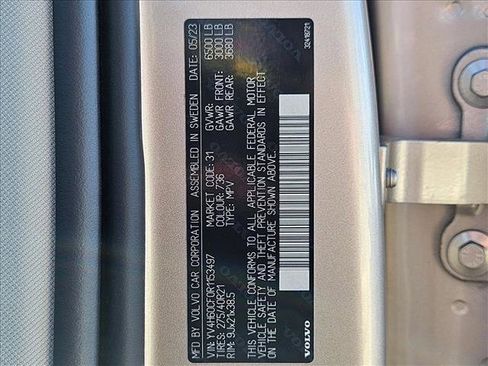 MFD BY VOLVO CAR CORPORATION ASSEMBLED IN SWEDEN DATE: 05/23
GVWR: 6500 LB
GAWR FRONT: 3000 LB
GAWR REAR: 3680 LB
VIN: YV4H60CF0R1153497 MARKET CODE: 31
TIRES: 275/40R21 COLOUR: 736
RIM: 9Jx21x38.5 TYPE: MPV
THIS VEHICLE CONFORMS TO ALL APPLICABLE FEDERAL MOTOR
VEHICLE SAFETY AND THEFT PREVENTION STANDARDS IN EFFECT
ON THE DATE OF MANUFACTURE SHOWN ABOVE.
VOLVO
32418721